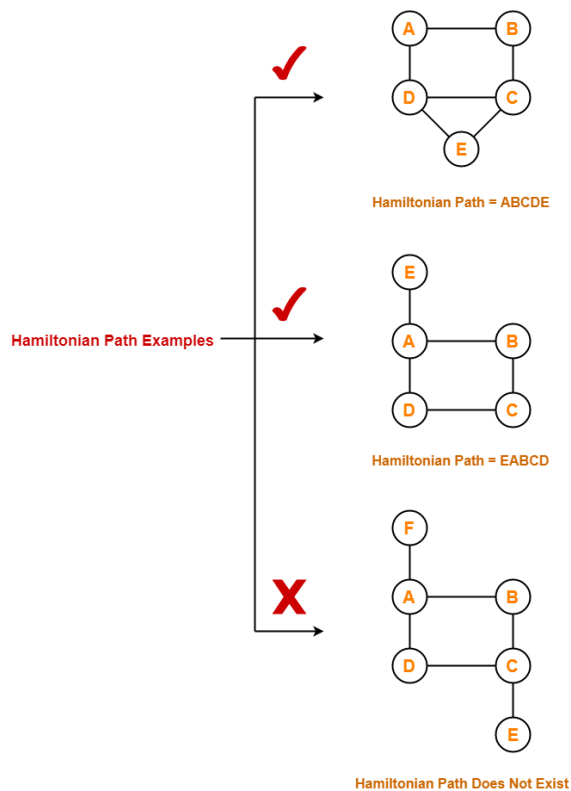 A B
D C
E
Hamiltonian Path = ABCDE
E
Hamiltonian Path Examples
A B
D C
Hamiltonian Path = EABCD
F
X
A B
D C
E
Hamiltonian Path Does Not Exist